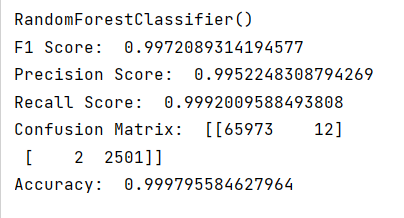 RandomForestClassifier()
F1 Score:  0.9972089314194577
Precision Score:  0.9952248308794269
Recall Score:  0.9992009588493808
Confusion Matrix:  [[65973    12]
 [    2  2501]]
Accuracy:  0.999795584627964